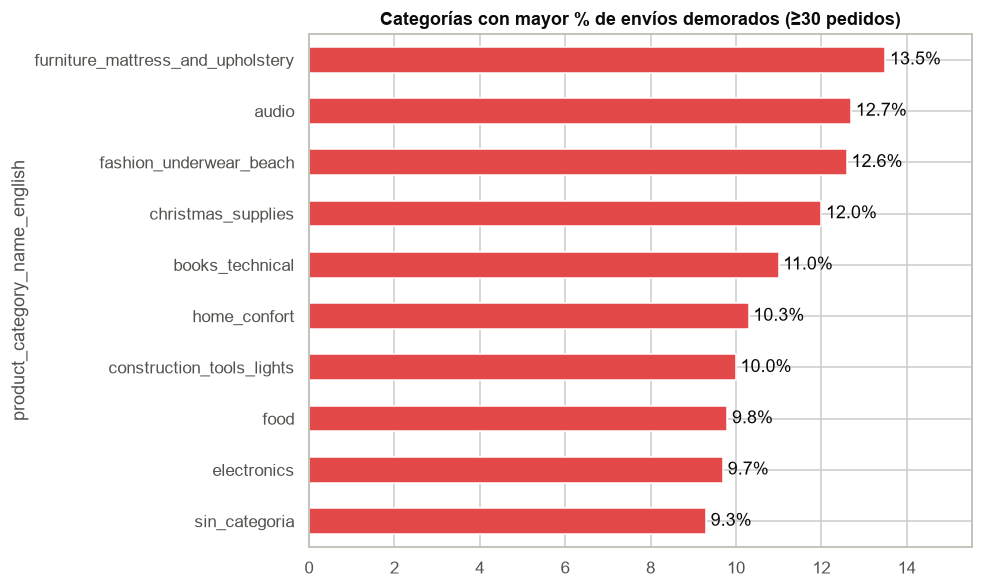 Categorías con mayor % de envíos demorados (≥30 pedidos)
product_category_name_english
furniture_mattress_and_upholstery 13.5%
audio 12.7%
fashion_underwear_beach 12.6%
christmas_supplies 12.0%
books_technical 11.0%
home_confort 10.3%
construction_tools_lights 10.0%
food 9.8%
electronics 9.7%
sin_categoria 9.3%
0 2 4 6 8 10 12 14